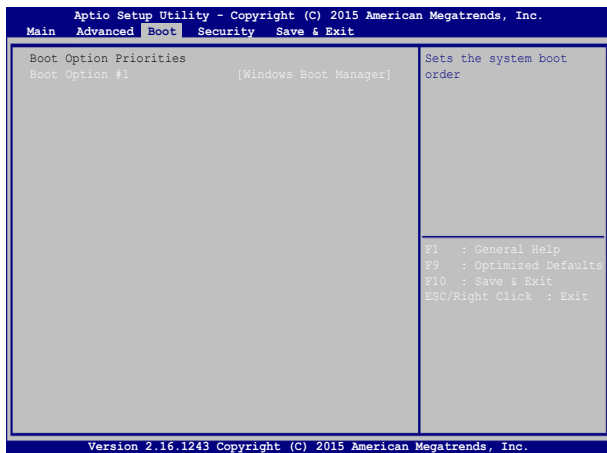 Aptio Setup Utility - Copyright (C) 2015 American Megatrends, Inc.
Main Advanced Boot Security Save & Exit
Boot Option Priorities
Boot Option #1 [Windows Boot Manager]
Sets the system boot
order
F1 : General Help
F9 : Optimized Defaults
F10 : Save & Exit
ESC/Right Click : Exit
Version 2.16.1243 Copyright (C) 2015 American Megatrends, Inc.